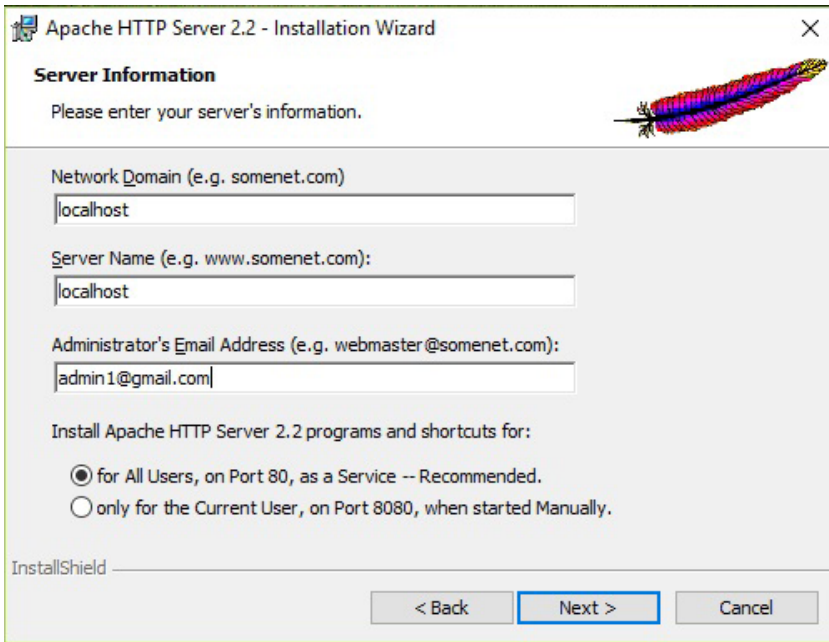 Apache HTTP Server 2.2 - Installation Wizard
Server Information
Please enter your server's information.
Network Domain (e.g. somenet.com)
localhost
Server Name (e.g. www.somenet.com):
localhost
Administrator's Email Address (e.g. webmaster@somenet.com):
admin1@gmail.com
Install Apache HTTP Server 2.2 programs and shortcuts for:
for All Users, on Port 80, as a Service -- Recommended.
only for the Current User, on Port 8080, when started Manually.
InstallShield
< Back Next > Cancel